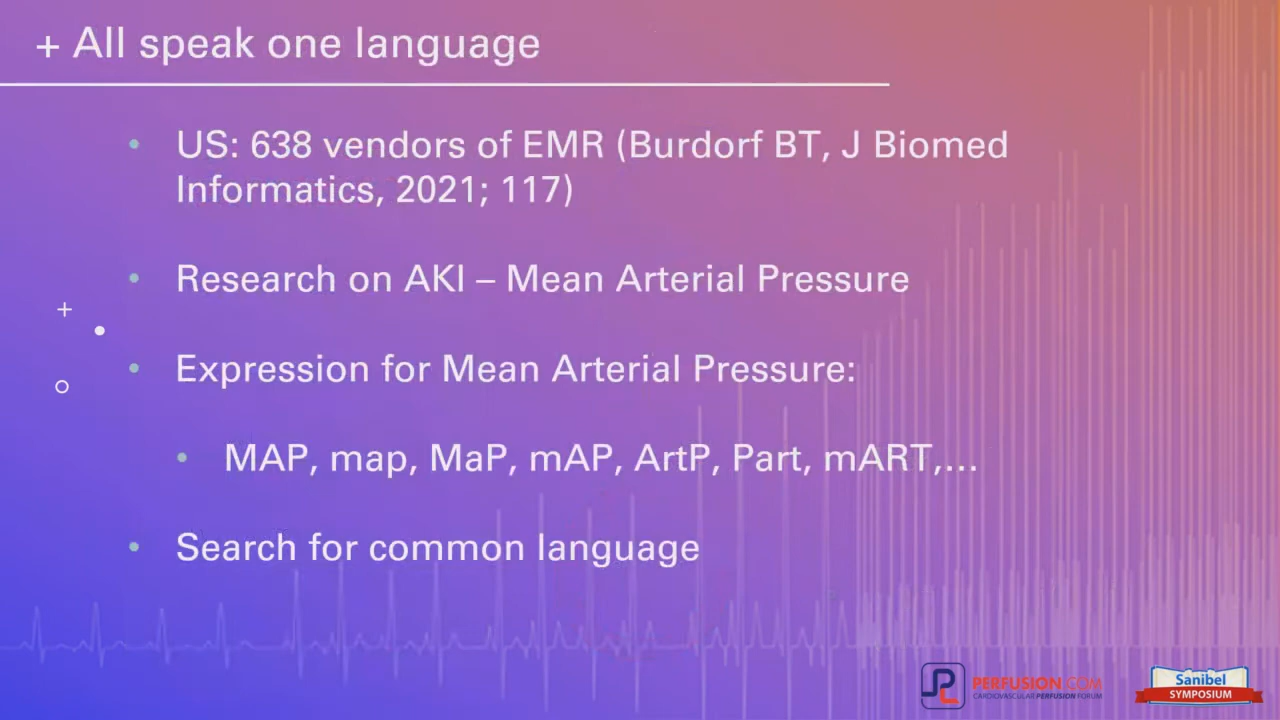 + All speak one language
• US: 638 vendors of EMR (Burdorf BT, J Biomed
Informatics, 2021; 117)
• Research on AKI – Mean Arterial Pressure
• Expression for Mean Arterial Pressure:
• MAP, map, MaP, mAP, ArtP, Part, mART,...
• Search for common language
PERFUSION.COM
CARDIOVASCULAR PERFUSION FORUM
Sanibel
SYMPOSIUM